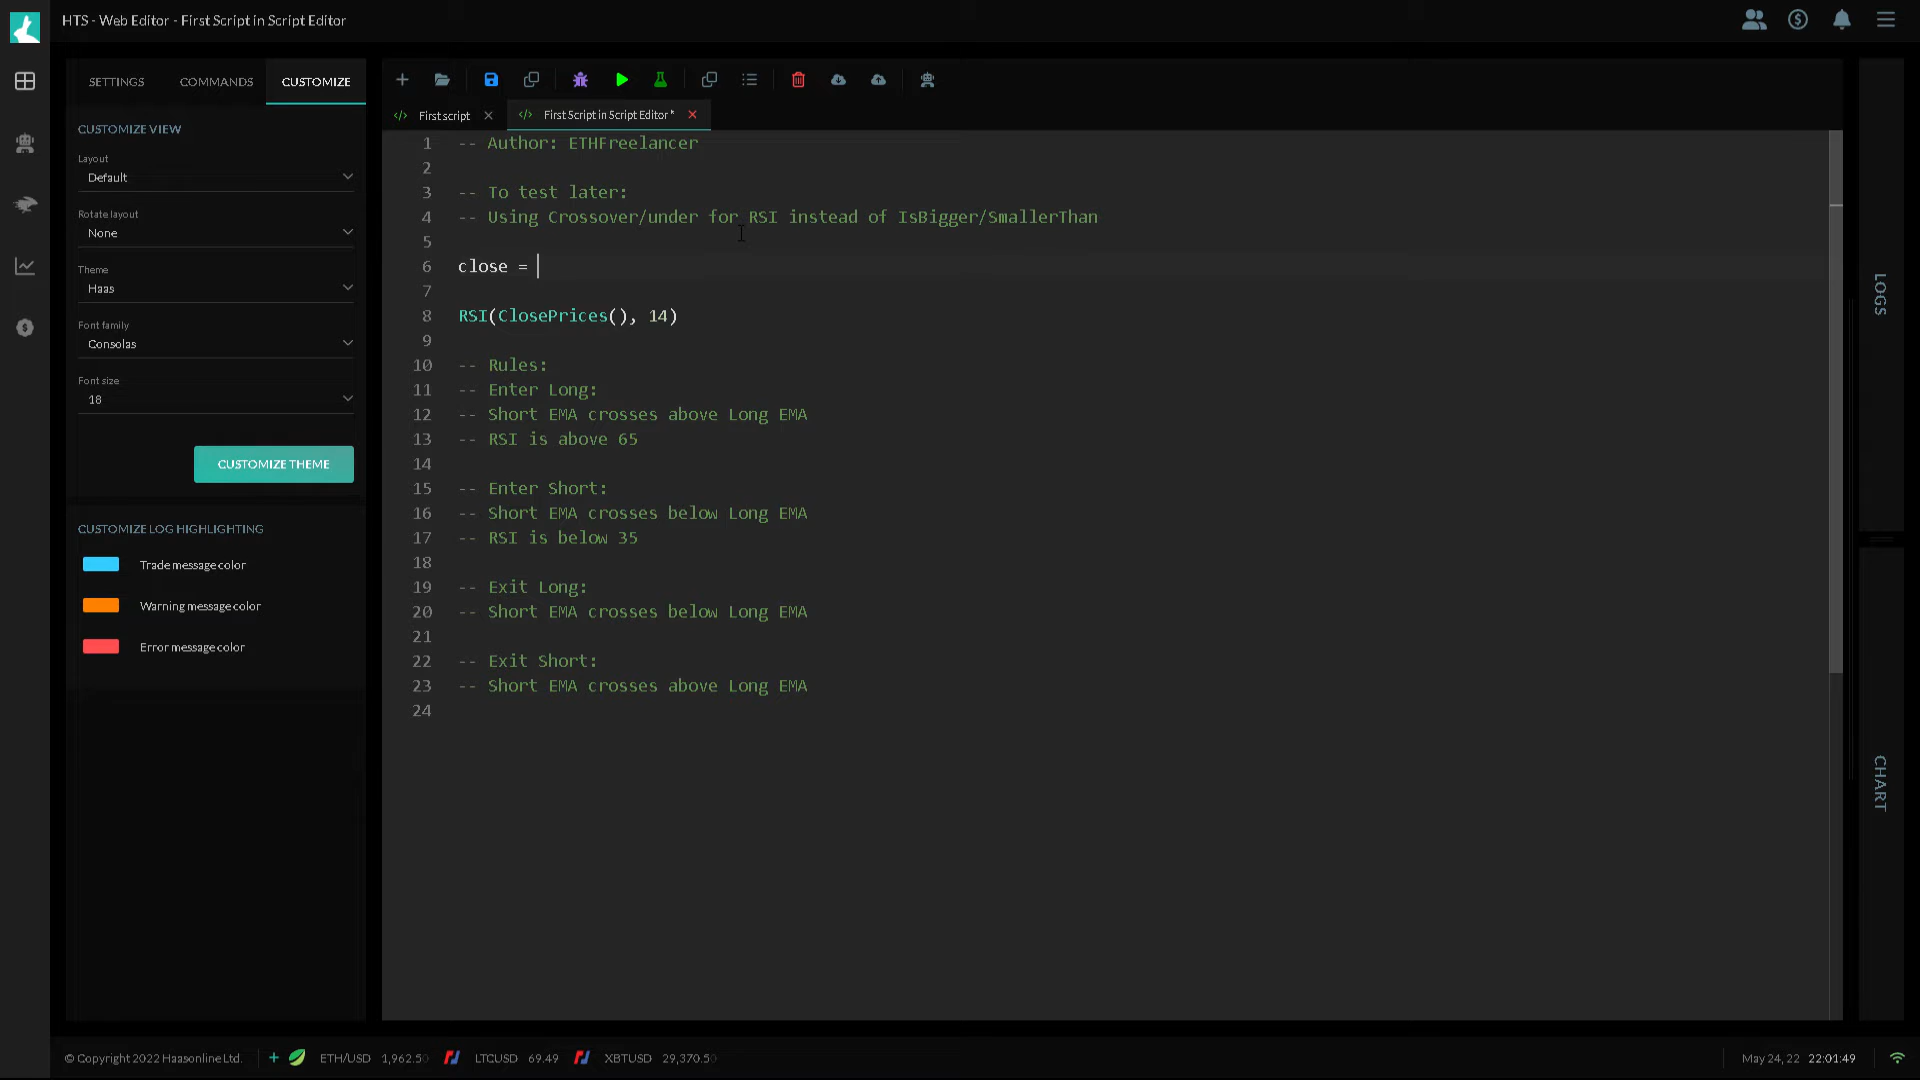 HTS - Web Editor - First Script in Script Editor
SETTINGS
COMMANDS
CUSTOMIZE
CUSTOMIZE VIEW
Layout
Default
Rotate layout
None
Theme
Haas
Font family
Consolas
Font size
18
CUSTOMIZE THEME
CUSTOMIZE LOG HIGHLIGHTING
Trade message color
Warning message color
Error message color
First script
First Script in Script Editor *
1 -- Author: ETHFreelancer
2
3 -- To test later:
4 -- Using Crossover/under for RSI instead of IsBigger/SmallerThan
5
6 close =
7
8 RSI(ClosePrices(), 14)
9
10 -- Rules:
11 -- Enter Long:
12 -- Short EMA crosses above Long EMA
13 -- RSI is above 65
14
15 -- Enter Short:
16 -- Short EMA crosses below Long EMA
17 -- RSI is below 35
18
19 -- Exit Long:
20 -- Short EMA crosses below Long EMA
21
22 -- Exit Short:
23 -- Short EMA crosses above Long EMA
24
LOGS
CHART
© Copyright 2022 Haasonline Ltd.
ETH/USD 1,962.50
LTCUSD 69.49
XBTUSD 29,370.50
May 24, 22 22:01:49